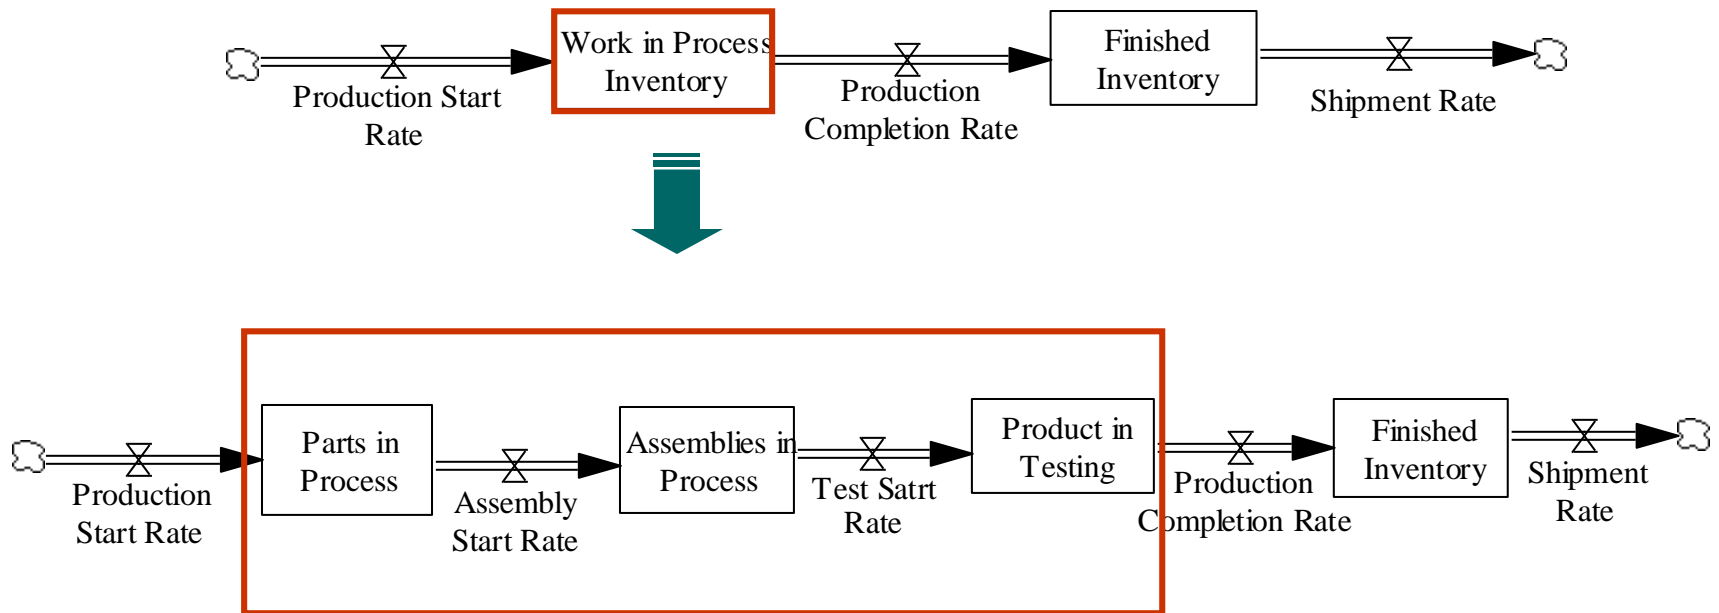 Work in Process
Inventory
Finished
Inventory
Production Start
Rate
Production
Completion Rate
Shipment Rate
Parts in
Process
Assemblies in
Process
Product in
Testing
Finished
Inventory
Production
Start Rate
Assembly
Start Rate
Test Satrt
Rate
Production
Completion Rate
Shipment
Rate